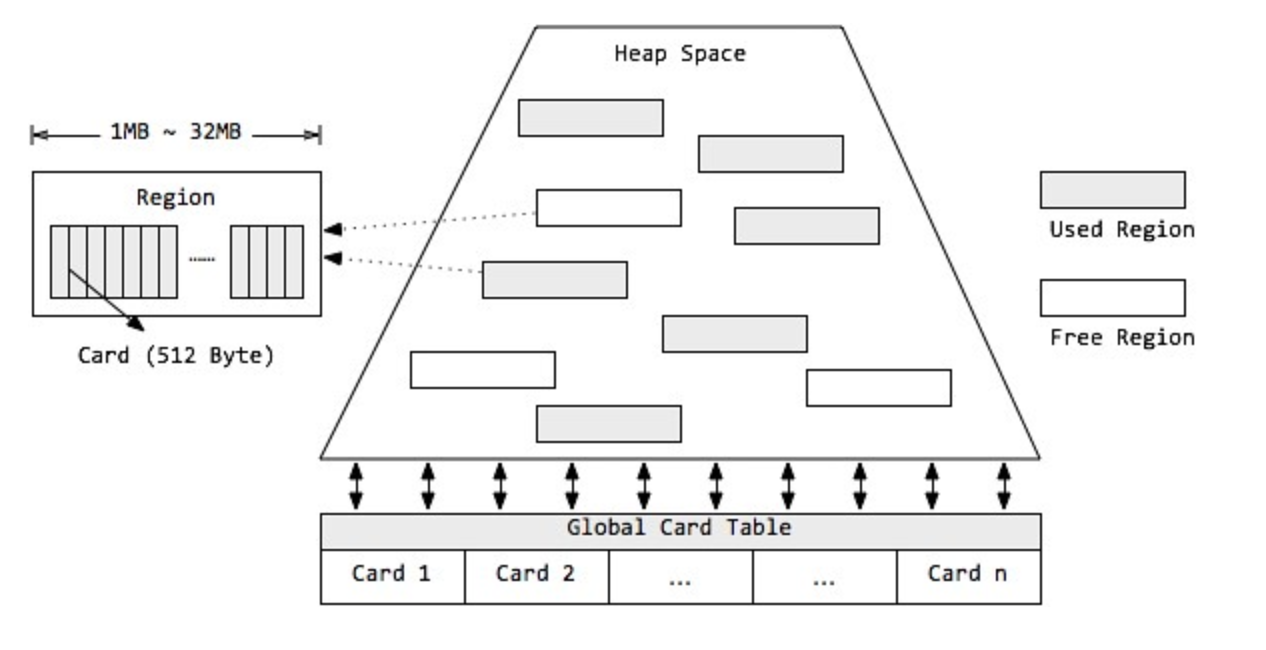 Heap Space
1MB ~ 32MB
Region
......
Card (512 Byte)
Used Region
Free Region
Global Card Table
Card 1
Card 2
...
...
Card n